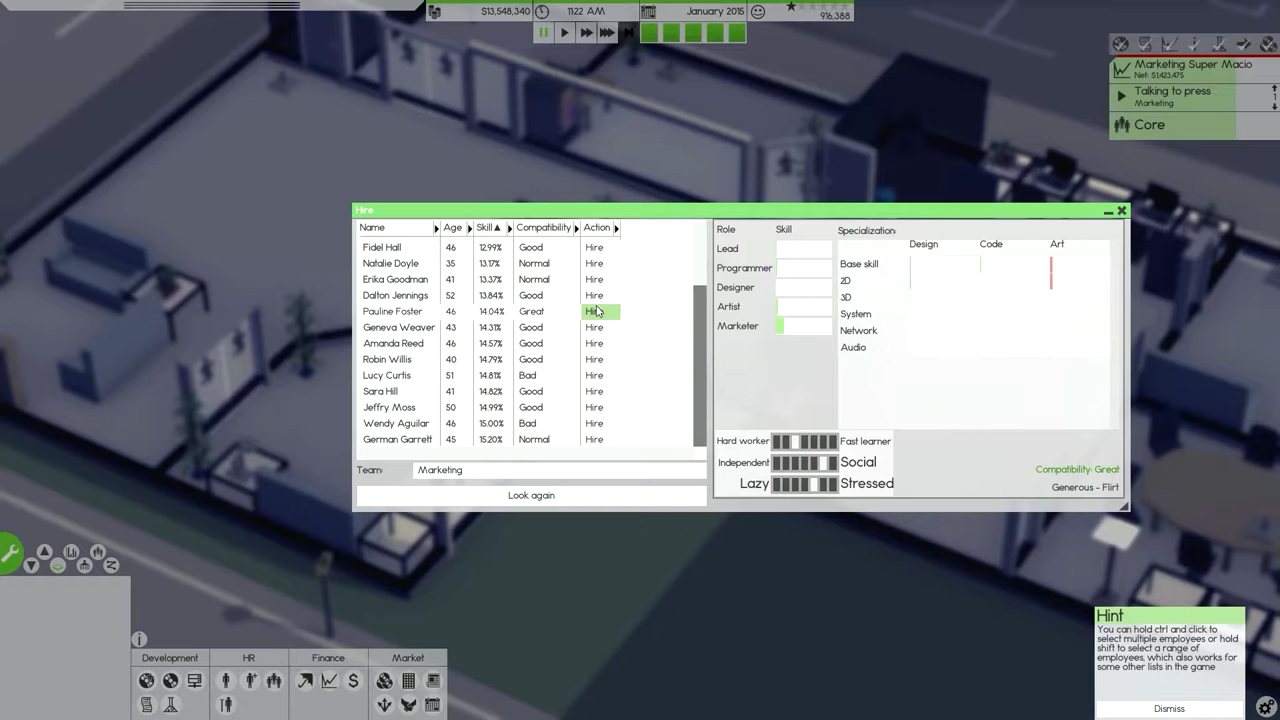 $13,548,340
1122 AM
January 2015
916,388
Marketing Super Macio
Net: $1,423,475
Talking to press
Marketing
1
Core
Hire
Name Age Skill▲ Compatibility Action
Fidel Hall 46 12.99% Good Hire
Natalie Doyle 35 13.17% Normal Hire
Erika Goodman 41 13.37% Normal Hire
Dalton Jennings 52 13.84% Good Hire
Pauline Foster 46 14.04% Great Hire
Geneva Weaver 43 14.31% Good Hire
Amanda Reed 46 14.57% Good Hire
Robin Willis 40 14.79% Good Hire
Lucy Curtis 51 14.81% Bad Hire
Sara Hill 41 14.82% Good Hire
Jeffry Moss 50 14.99% Good Hire
Wendy Aguilar 46 15.00% Bad Hire
German Garrett 45 15.20% Normal Hire
Team: Marketing
Look again
Role Skill
Lead
Programmer
Designer
Artist
Marketer
Specialization:
Design Code Art
Base skill
2D
3D
System
Network
Audio
Hard worker Fast learner
Independent Social
Lazy Stressed
Compatibility: Great
Generous - Flirt
Hint
You can hold ctrl and click to
select multiple employees or hold
shift to select a range of
employees, which also works for
some other lists in the game
Dismiss
Development HR Finance Market